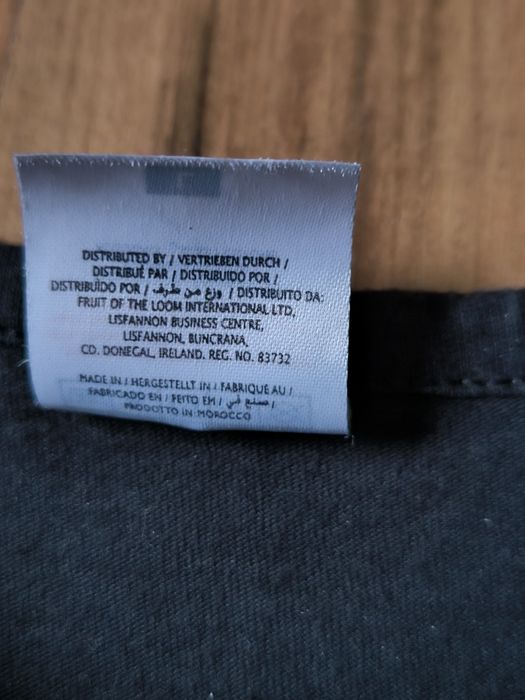 DISTRIBUTED BY / VERTRIEBEN DURCH /
DISTRIBUÉ PAR / DISTRIBUIDO POR /
DISTRIBUÍDO POR / وزع من طرف / DISTRIBUITO DA:
FRUIT OF THE LOOM INTERNATIONAL LTD,
LISFANNON BUSINESS CENTRE,
LISFANNON, BUNCRANA,
CO. DONEGAL, IRELAND. REG. NO. 83732
MADE IN / HERGESTELLT IN / FABRIQUÉ AU /
FABRICADO EN / FEITO EM / صنع في /
PRODOTTO IN: MOROCCO